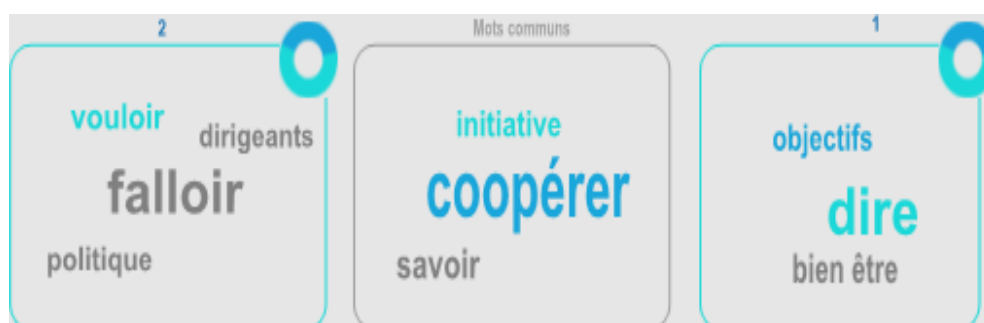 2
Mots communs
1
vouloir
dirigeants
falloir
politique
initiative
coopérer
savoir
objectifs
dire
bien être